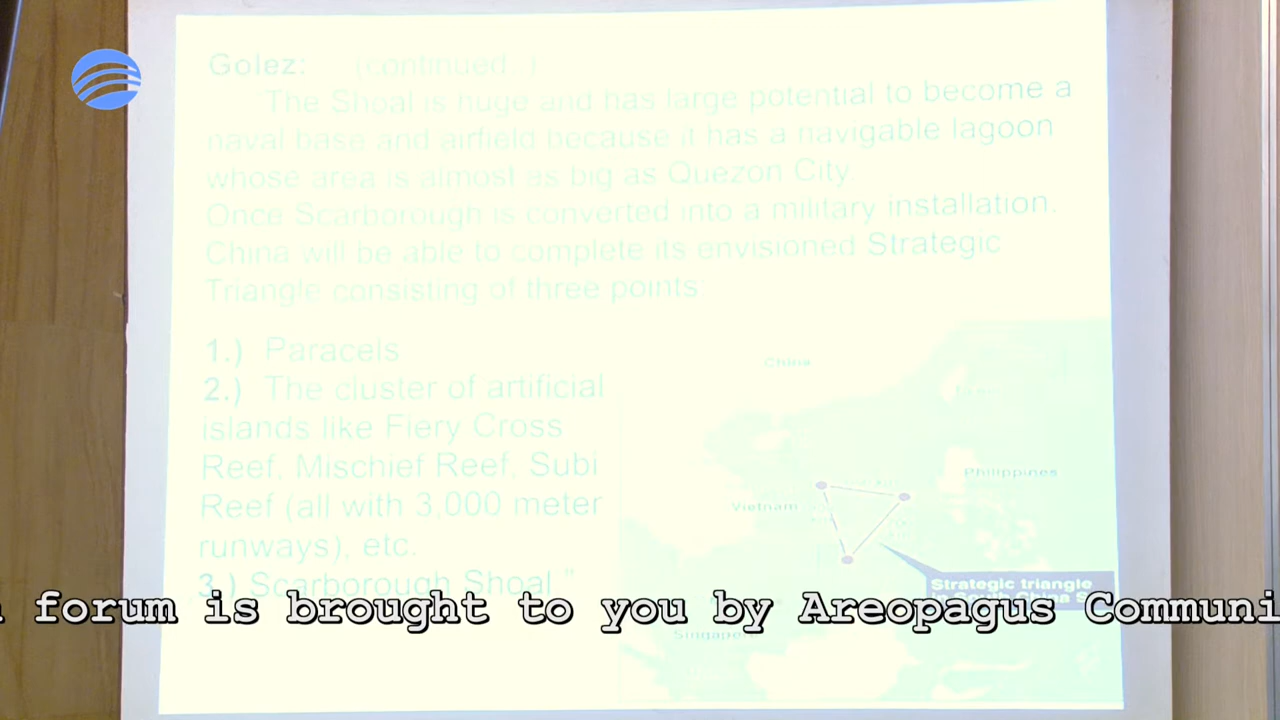 Golez: (continued..)
The Shoal is huge and has large potential to become a
naval base and airfield because it has a navigable lagoon
whose area is almost as big as Quezon City.
Once Scarborough is converted into a military installation,
China will be able to complete its envisioned Strategic
Triangle consisting of three points:
1.) Paracels
2.) The cluster of artificial
islands like Fiery Cross
Reef, Mischief Reef, Subi
Reef (all with 3,000 meter
runways), etc.
3.) Scarborough Shoal "
China
Philippines
Vietnam
Strategic triangle
in South China S
Singapore
forum is brought to you by Areopagus Communi